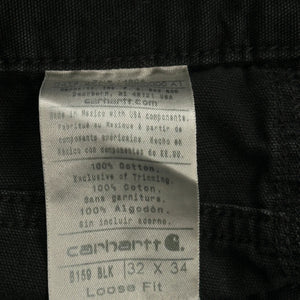 Dearborn, MI 48121 USA
carhartt.com
Made in Mexico with USA components.
Fabriqué au Mexique à partir de
composants américains. Hecho en
México con componentes de EE.UU.
100% Cotton.
Exclusive of Trimming.
100% Cotton.
Sans garniture.
100% Algodón.
sin incluir adorno.
carhartt
B159 BLK 32 X 34
Loose Fit